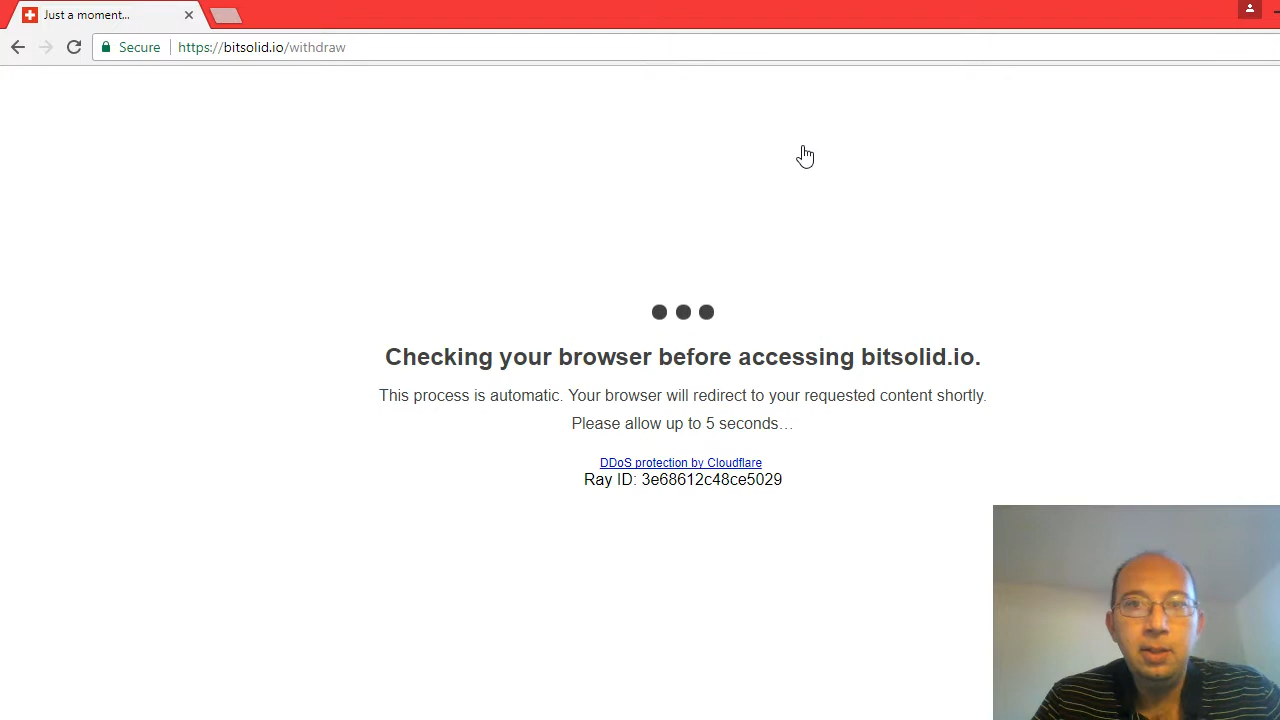 Just a moment...
Secure
https://bitsolid.io/withdraw
Checking your browser before accessing bitsolid.io.
This process is automatic. Your browser will redirect to your requested content shortly.
Please allow up to 5 seconds…
DDoS protection by Cloudflare
Ray ID: 3e68612c48ce5029